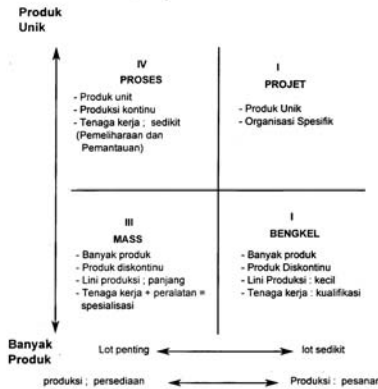 Produk
Unik
IV
PROSES
- Produk unit
- Produksi kontinu
- Tenaga kerja ; sedikit
(Pemeliharaan dan
Pemantauan)
I
PROJET
- Produk Unik
- Organisasi Spesifik
III
MASS
- Banyak produk
- Produk diskontinu
- Lini produksi ; panjang
- Tenaga kerja + peralatan =
spesialisasi
I
BENGKEL
- Banyak produk
- Produk Diskontinu
- Lini Produksi : kecil
- Tenaga kerja : kualifikasi
Banyak
Produk
Lot penting
lot sedikit
produksi ; persediaan
Produksi : pesanan